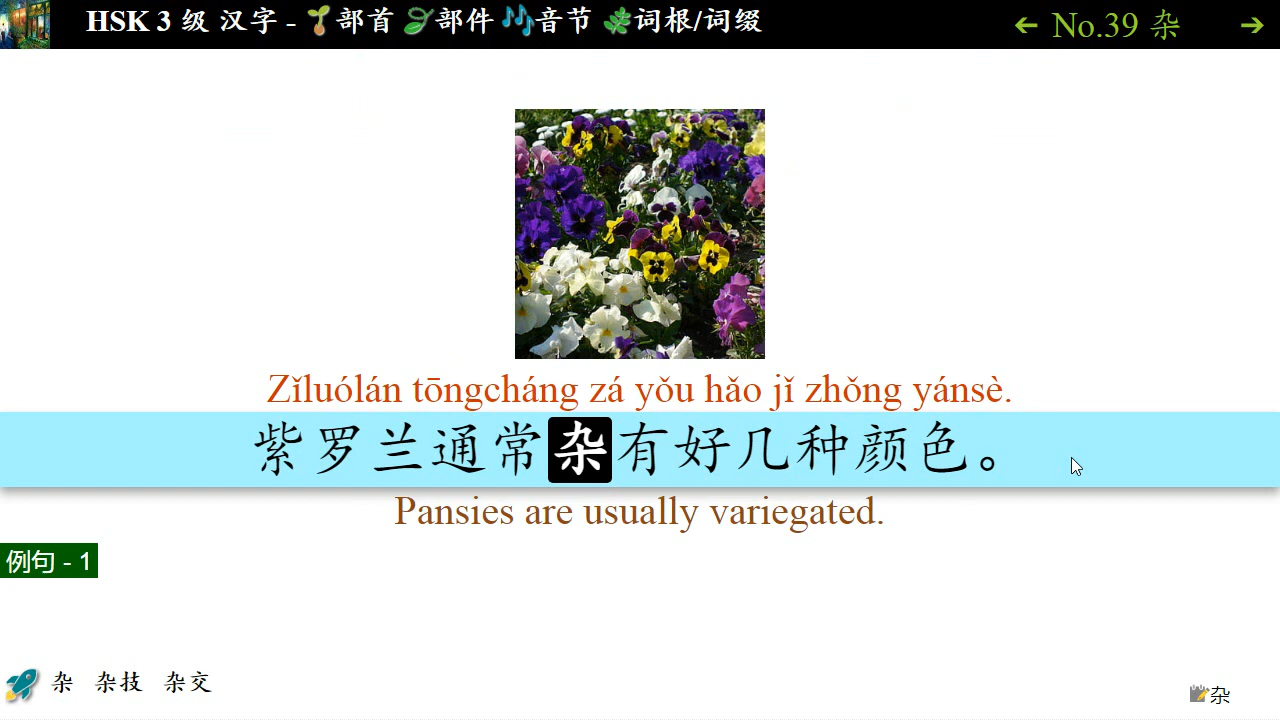 HSK 3 级 汉字 - 部首 部件 音节 词根/词缀
← No.39 杂 →
Zǐluólán tōngcháng zá yǒu hǎo jǐ zhǒng yánsè.
紫罗兰通常杂有好几种颜色。
Pansies are usually variegated.
例句 - 1
杂 杂技 杂交
杂